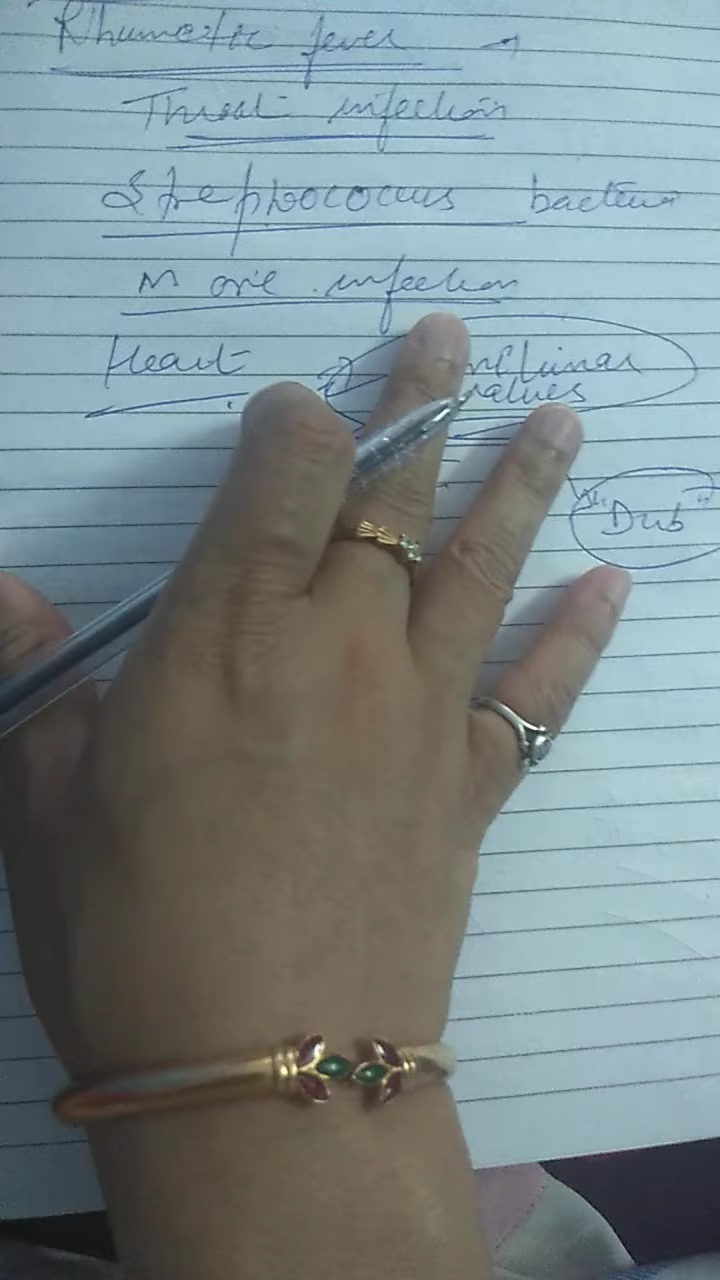 Rhumetic fever →
Throat infection
Streptococcus bacteria
More infection
Heart
valves
"Dub"